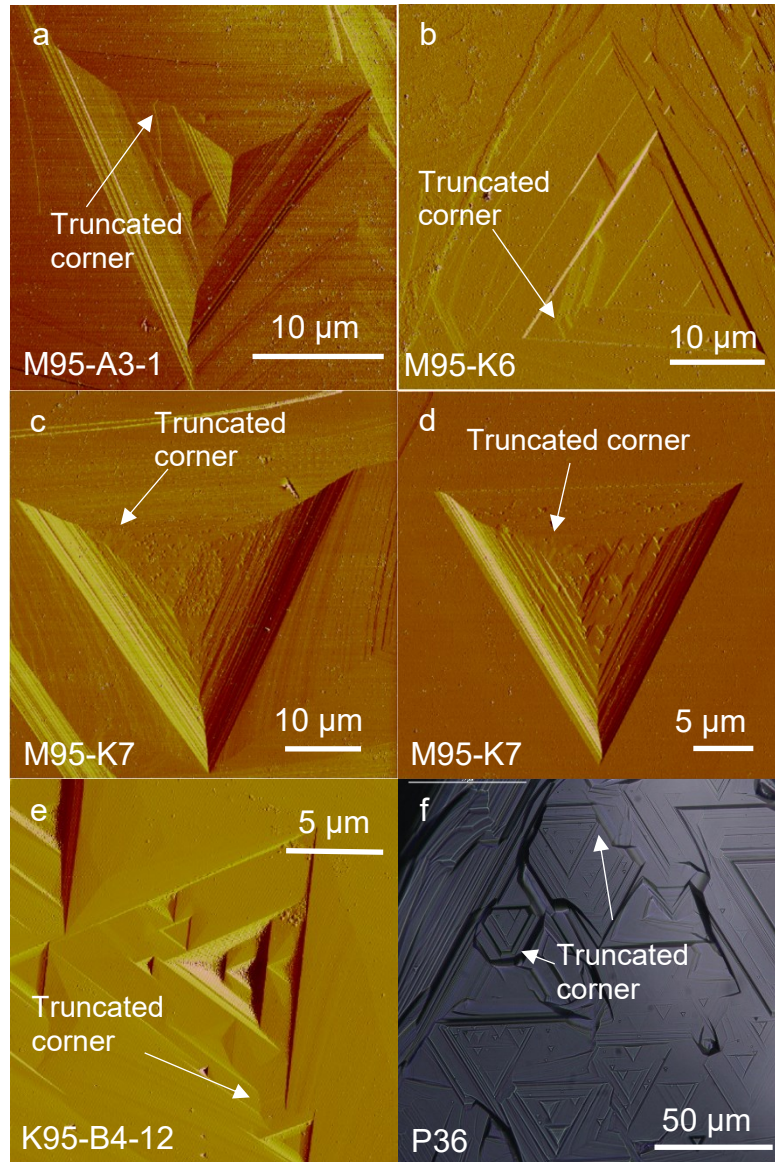 a
Truncated
corner
10 µm
M95-A3-1
b
Truncated
corner
10 µm
M95-K6
c
Truncated
corner
10 µm
M95-K7
d
Truncated corner
5 µm
M95-K7
e
5 µm
Truncated
corner
K95-B4-12
f
Truncated
corner
50 µm
P36